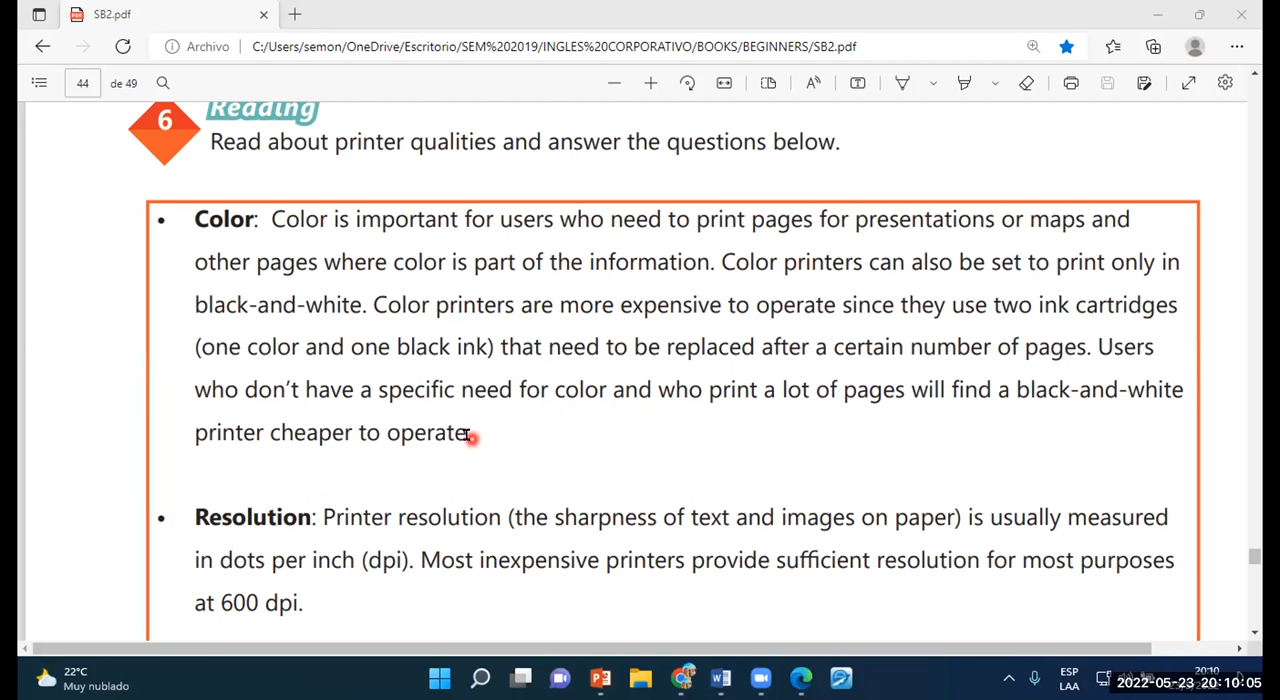 SB2.pdf
Archivo
C:/Users/semon/OneDrive/Escritorio/SEM%202019/INGLES%20CORPORATIVO/BOOKS/BEGINNERS/SB2.pdf
44
de 49
6
Reading
Read about printer qualities and answer the questions below.
• Color: Color is important for users who need to print pages for presentations or maps and
other pages where color is part of the information. Color printers can also be set to print only in
black-and-white. Color printers are more expensive to operate since they use two ink cartridges
(one color and one black ink) that need to be replaced after a certain number of pages. Users
who don't have a specific need for color and who print a lot of pages will find a black-and-white
printer cheaper to operate
• Resolution: Printer resolution (the sharpness of text and images on paper) is usually measured
in dots per inch (dpi). Most inexpensive printers provide sufficient resolution for most purposes
at 600 dpi.
22°C
Muy nublado
ESP
LAA
20:10
2022-05-23 20:10:05